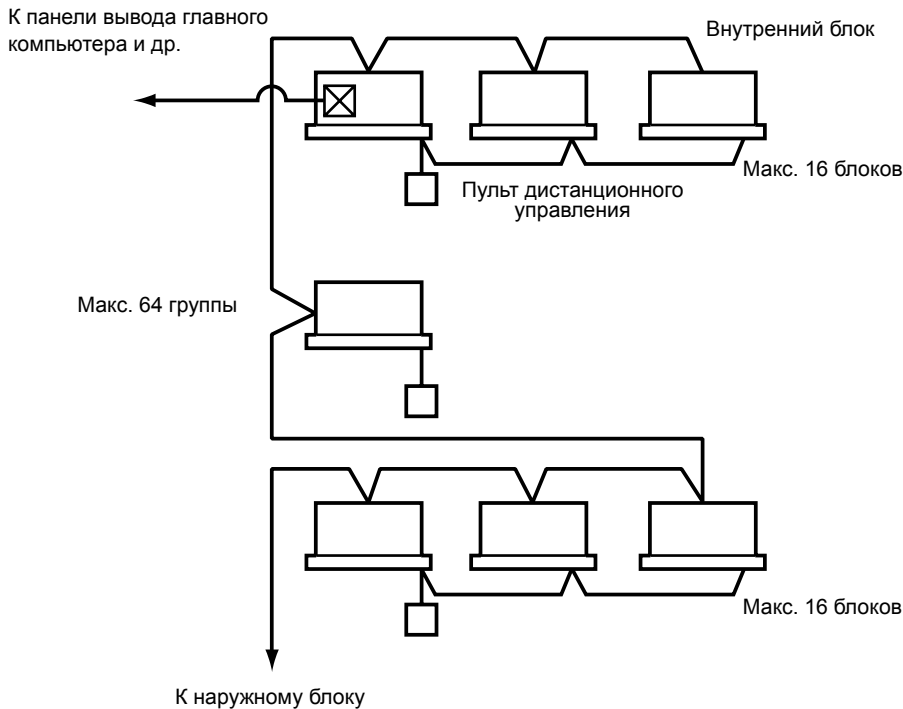 К панели вывода главного
компьютера и др.
Внутренний блок
Макс. 16 блоков
Пульт дистанционного
управления
Макс. 64 группы
Макс. 16 блоков
К наружному блоку